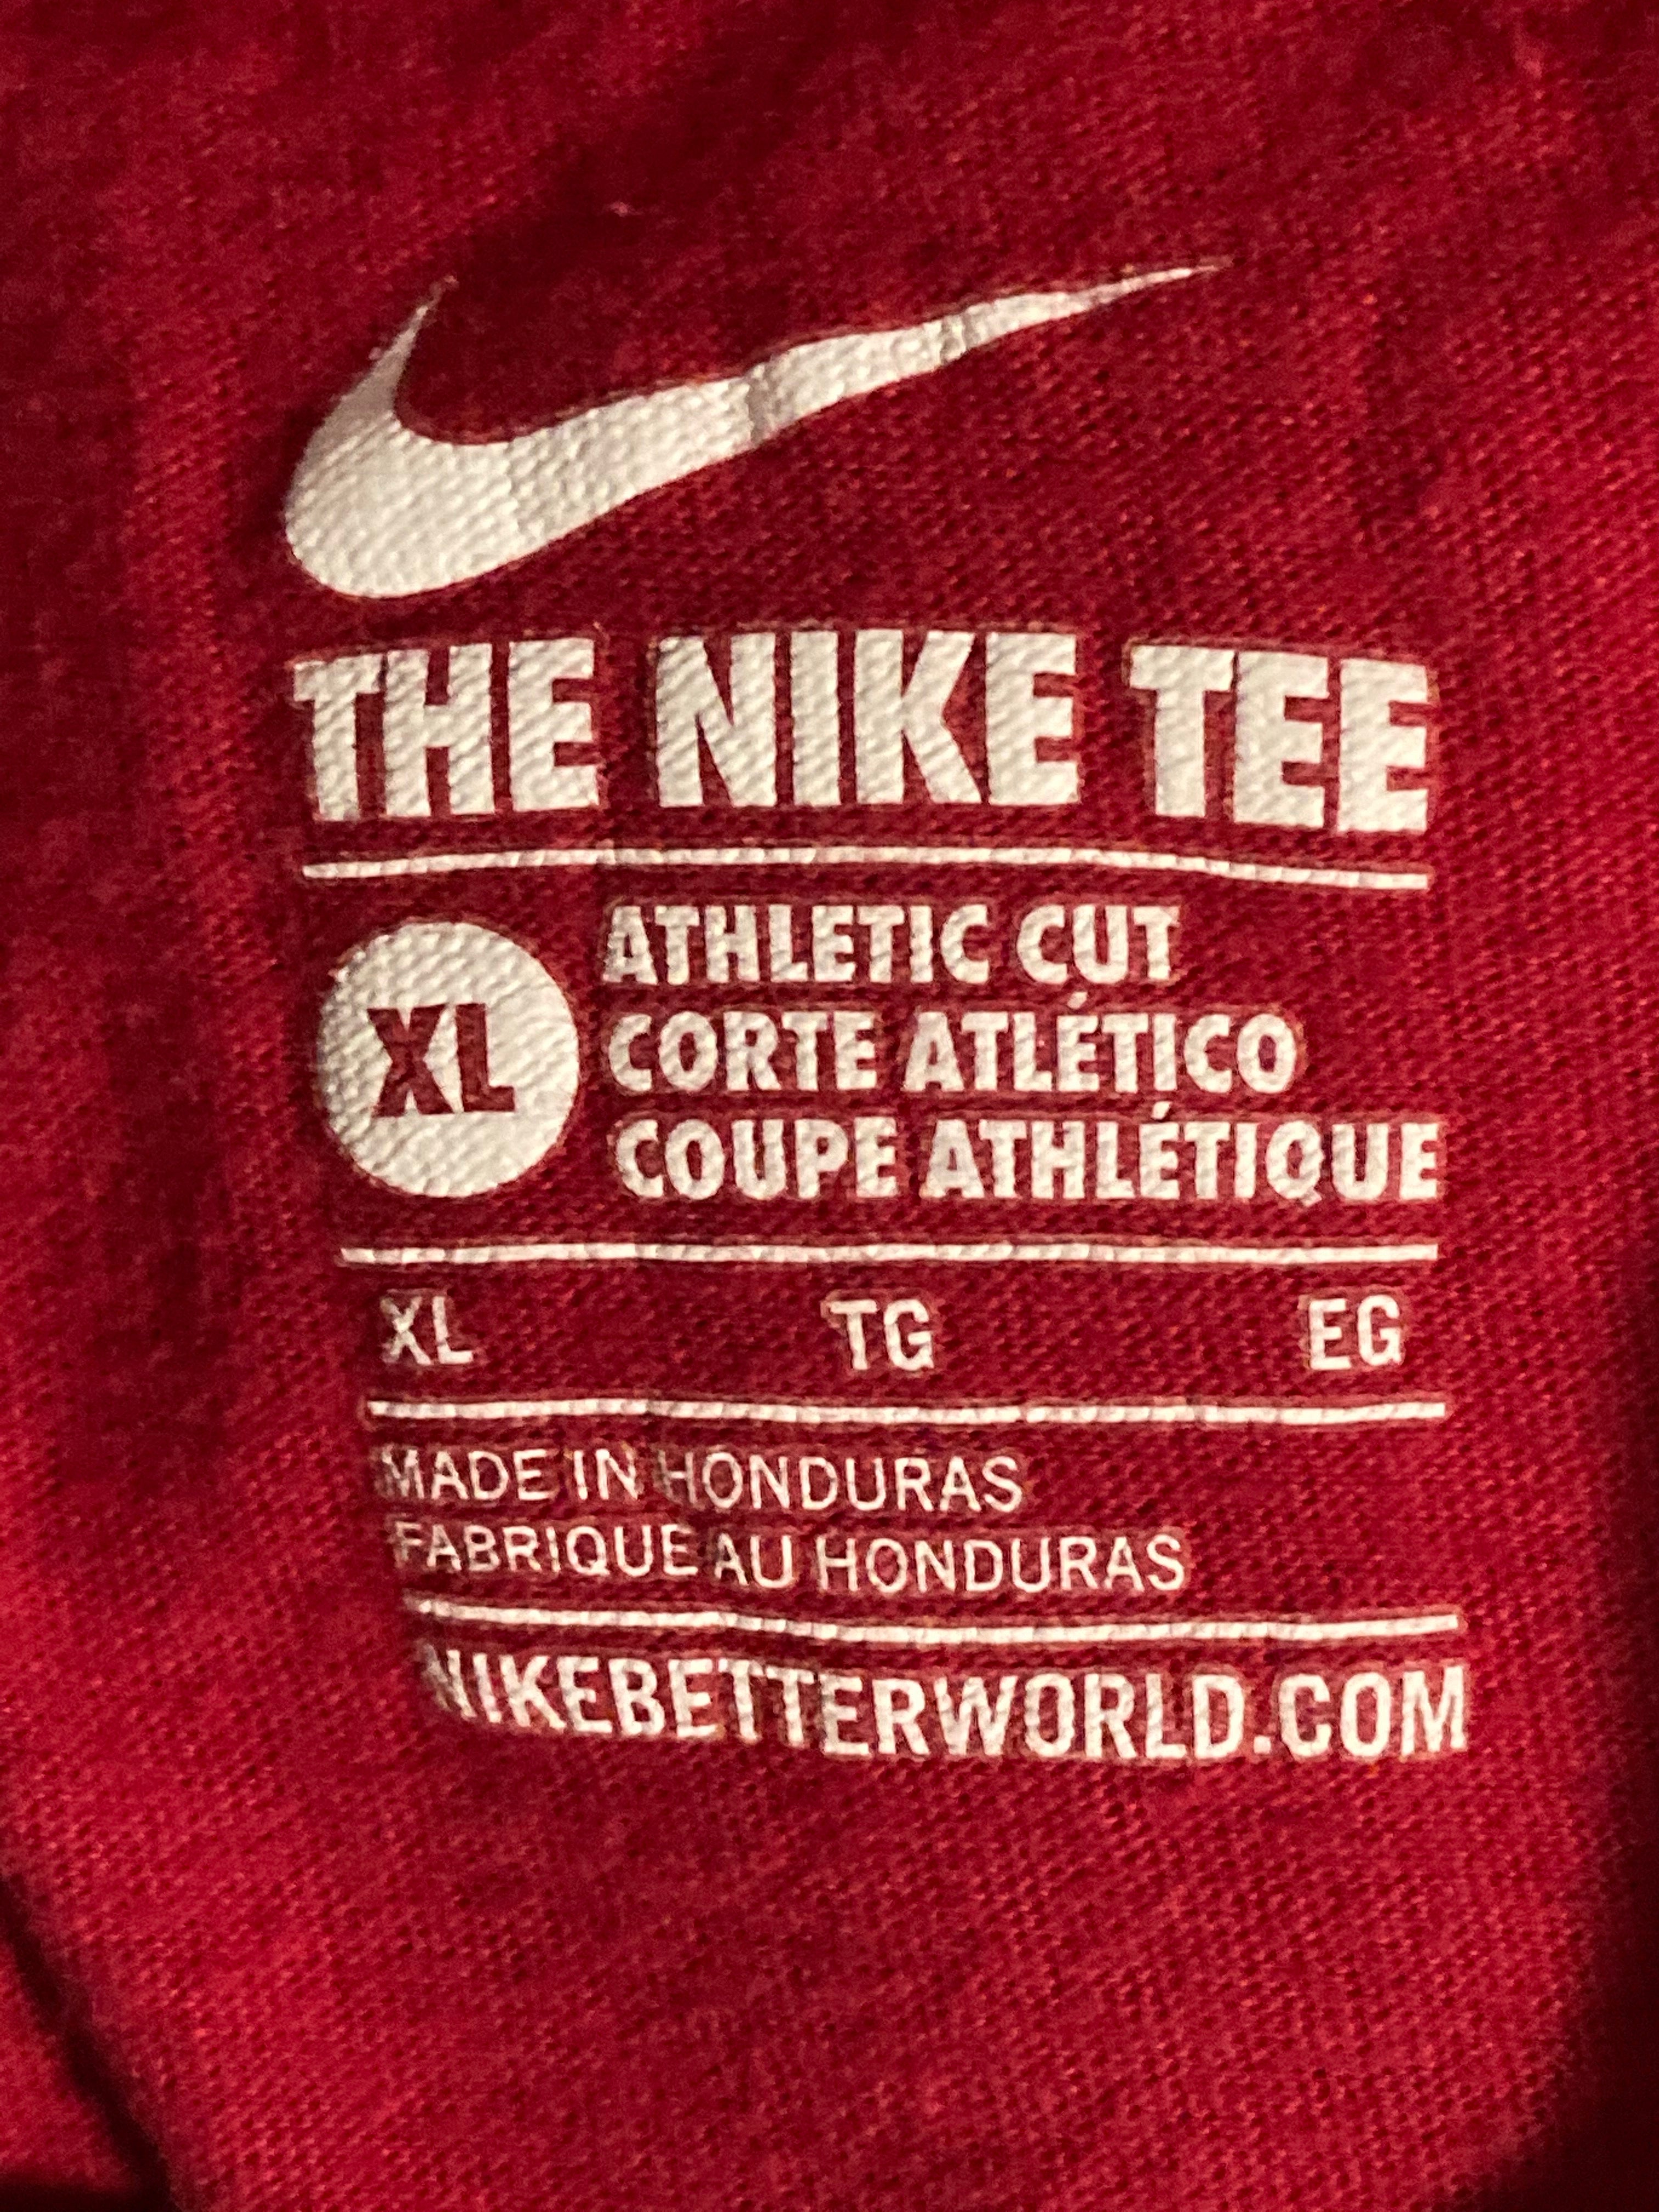 THE NIKE TEE
XL
ATHLETIC CUT
CORTE ATLÉTICO
COUPE ATHLÉTIQUE
XL TG EG
MADE IN HONDURAS
FABRIQUE AU HONDURAS
NIKEBETTERWORLD.COM